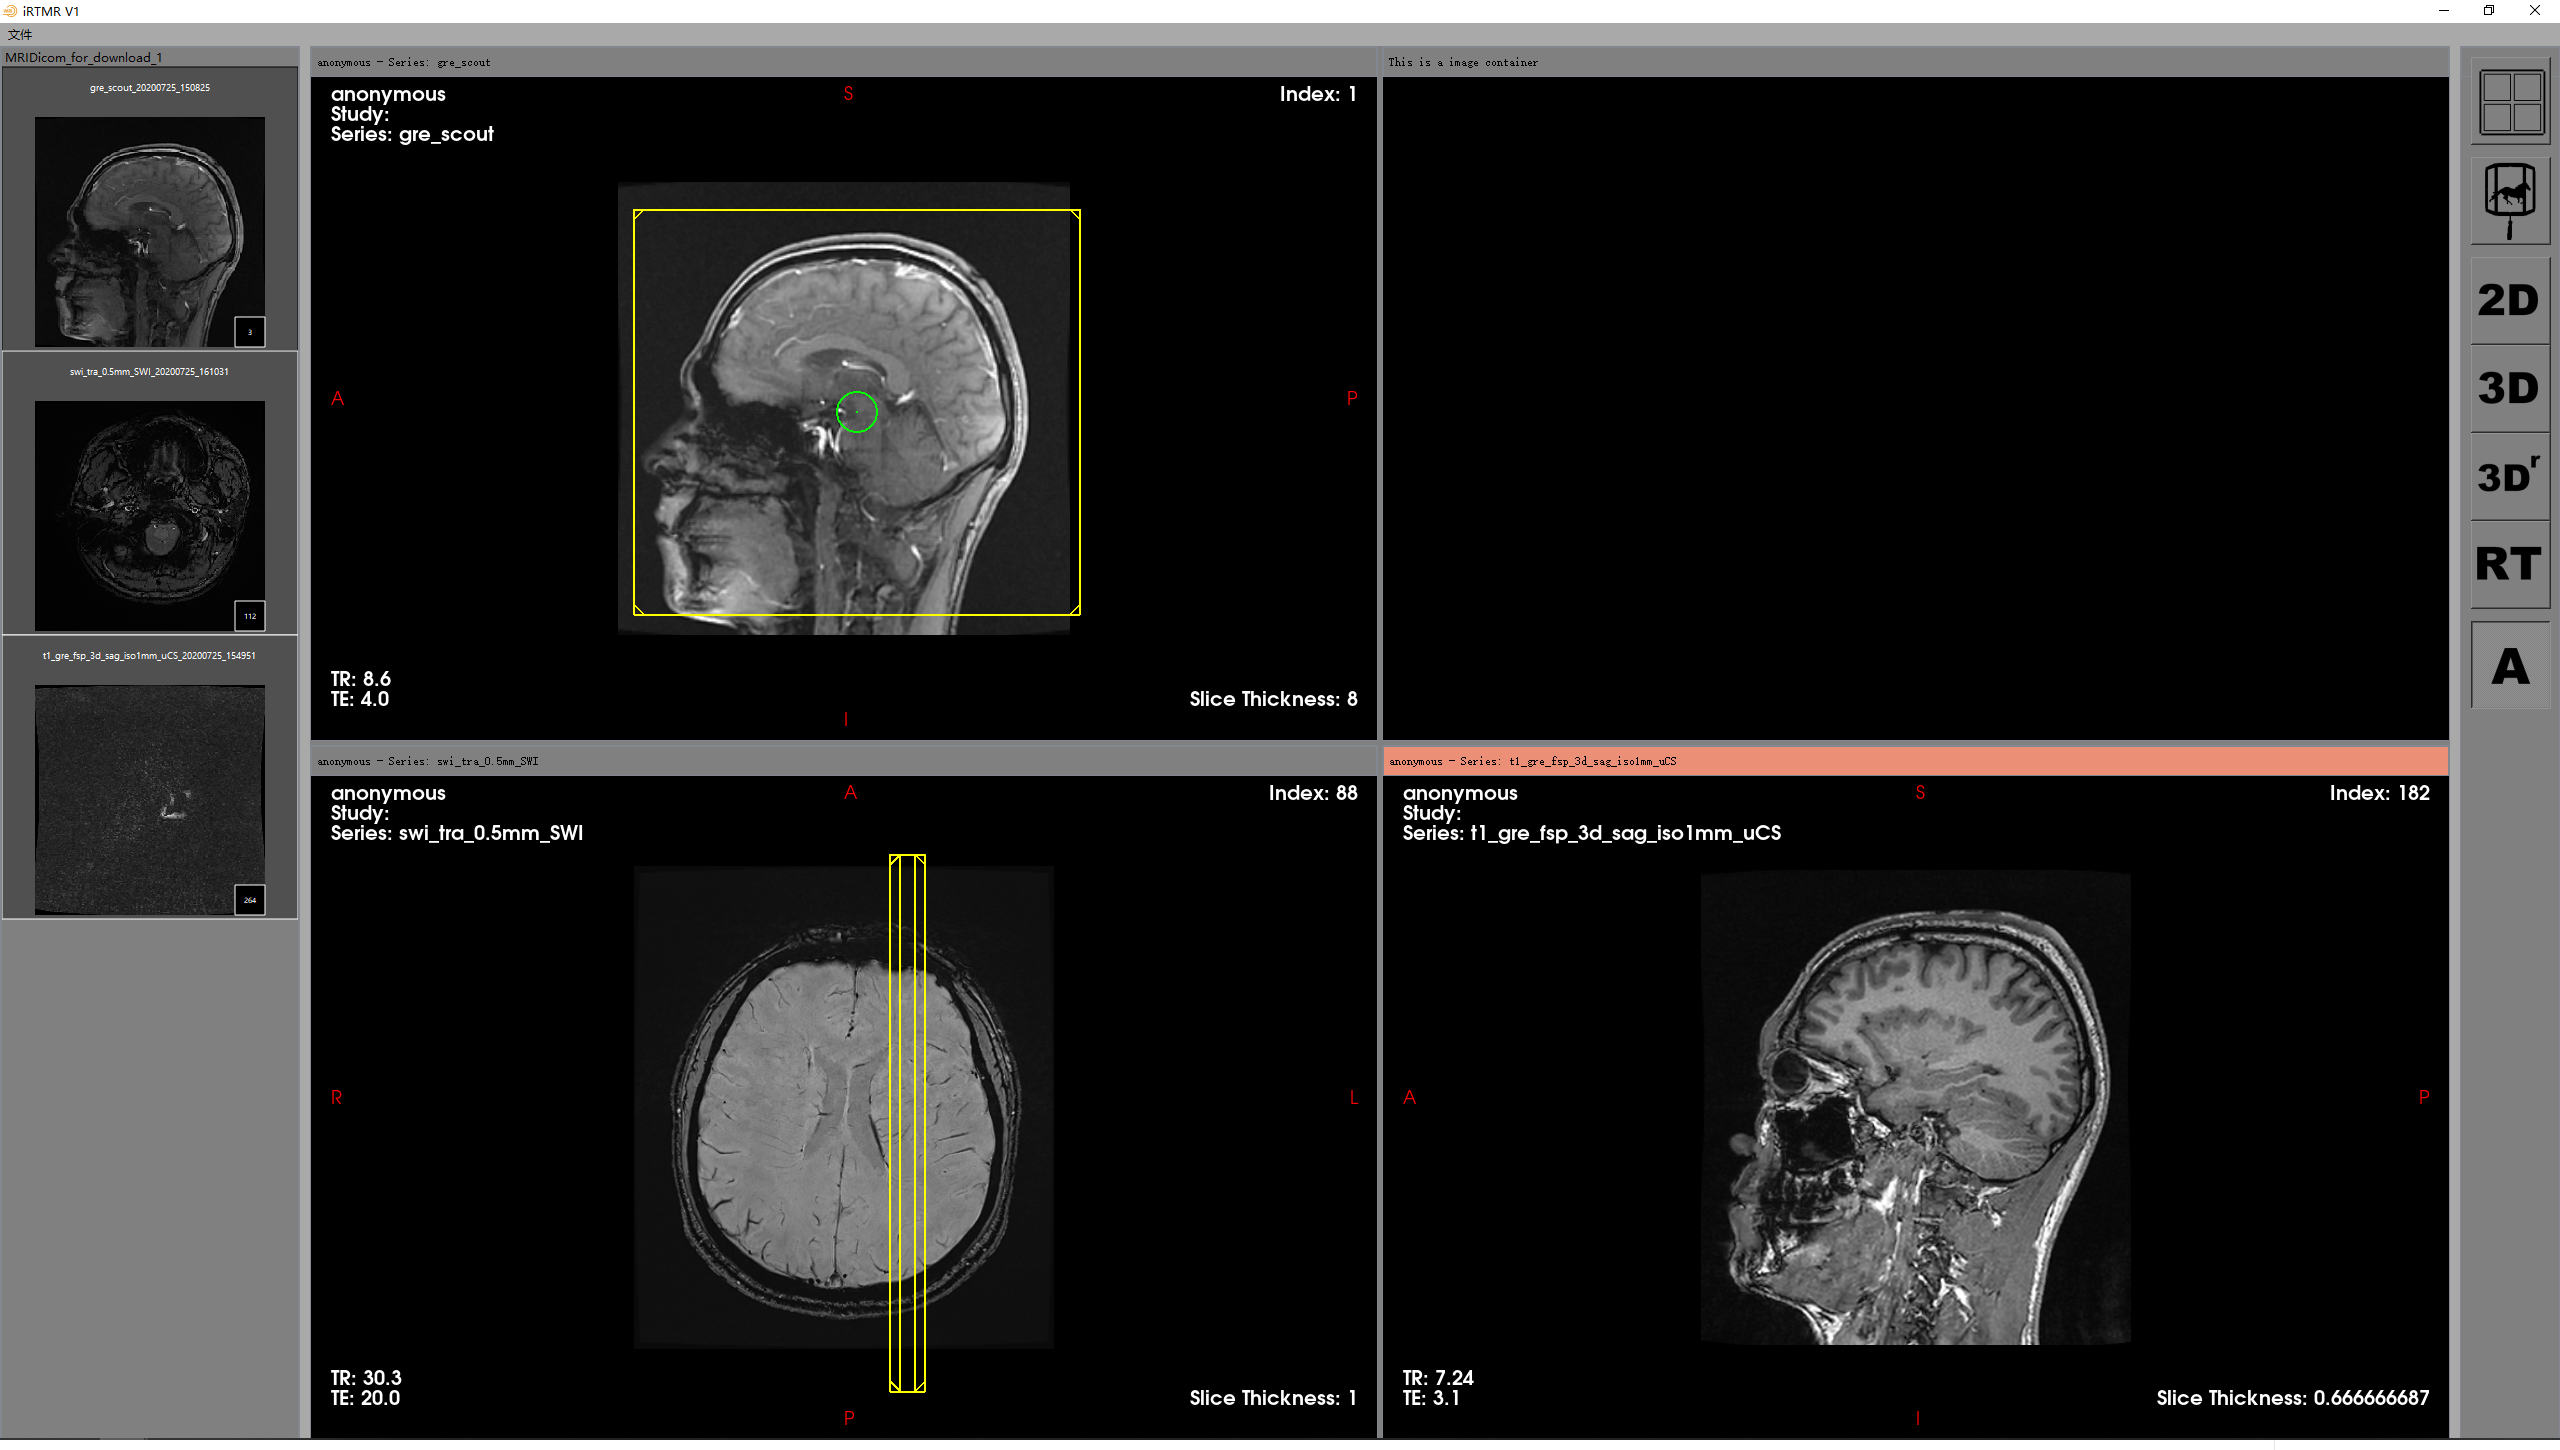 iRTMR V1
文件
MRIDicom_for_download_1
gre_scout_20200725_150825
3
swi_tra_0.5mm_SWI_20200725_161031
112
t1_gre_fsp_3d_sag_iso1mm_uCS_20200725_154951
264
anonymous - Series: gre_scout
anonymous
Study:
Series: gre_scout
S
Index: 1
A
P
TR: 8.6
TE: 4.0
I
Slice Thickness: 8
This is a image container
anonymous - Series: swi_tra_0.5mm_SWI
anonymous
Study:
Series: swi_tra_0.5mm_SWI
A
Index: 88
R
L
TR: 30.3
TE: 20.0
P
Slice Thickness: 1
anonymous - Series: t1_gre_fsp_3d_sag_iso1mm_uCS
anonymous
Study:
Series: t1_gre_fsp_3d_sag_iso1mm_uCS
S
Index: 182
A
P
TR: 7.24
TE: 3.1
I
Slice Thickness: 0.666666687
2D
3D
3Dr
RT
A